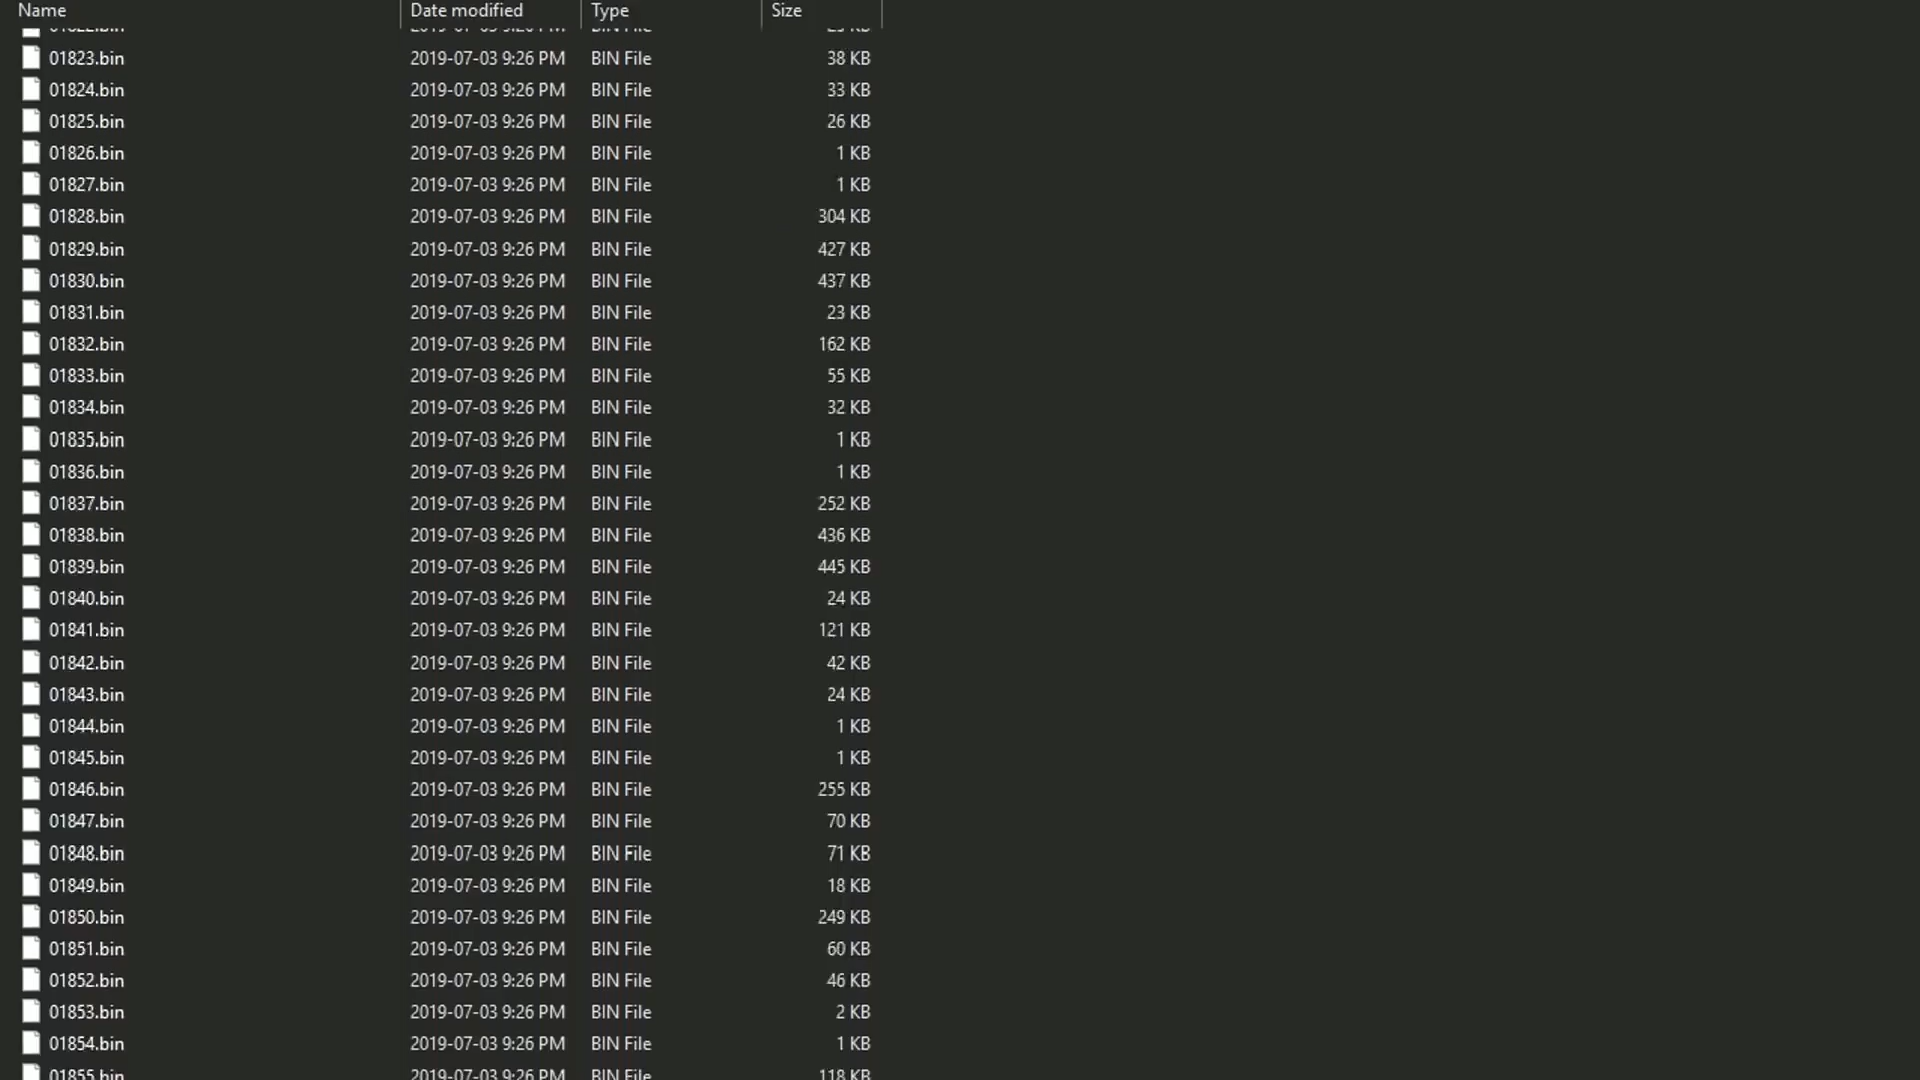 Name Date modified Type Size
01823.bin 2019-07-03 9:26 PM BIN File 38 KB
01824.bin 2019-07-03 9:26 PM BIN File 33 KB
01825.bin 2019-07-03 9:26 PM BIN File 26 KB
01826.bin 2019-07-03 9:26 PM BIN File 1 KB
01827.bin 2019-07-03 9:26 PM BIN File 1 KB
01828.bin 2019-07-03 9:26 PM BIN File 304 KB
01829.bin 2019-07-03 9:26 PM BIN File 427 KB
01830.bin 2019-07-03 9:26 PM BIN File 437 KB
01831.bin 2019-07-03 9:26 PM BIN File 23 KB
01832.bin 2019-07-03 9:26 PM BIN File 162 KB
01833.bin 2019-07-03 9:26 PM BIN File 55 KB
01834.bin 2019-07-03 9:26 PM BIN File 32 KB
01835.bin 2019-07-03 9:26 PM BIN File 1 KB
01836.bin 2019-07-03 9:26 PM BIN File 1 KB
01837.bin 2019-07-03 9:26 PM BIN File 252 KB
01838.bin 2019-07-03 9:26 PM BIN File 436 KB
01839.bin 2019-07-03 9:26 PM BIN File 445 KB
01840.bin 2019-07-03 9:26 PM BIN File 24 KB
01841.bin 2019-07-03 9:26 PM BIN File 121 KB
01842.bin 2019-07-03 9:26 PM BIN File 42 KB
01843.bin 2019-07-03 9:26 PM BIN File 24 KB
01844.bin 2019-07-03 9:26 PM BIN File 1 KB
01845.bin 2019-07-03 9:26 PM BIN File 1 KB
01846.bin 2019-07-03 9:26 PM BIN File 255 KB
01847.bin 2019-07-03 9:26 PM BIN File 70 KB
01848.bin 2019-07-03 9:26 PM BIN File 71 KB
01849.bin 2019-07-03 9:26 PM BIN File 18 KB
01850.bin 2019-07-03 9:26 PM BIN File 249 KB
01851.bin 2019-07-03 9:26 PM BIN File 60 KB
01852.bin 2019-07-03 9:26 PM BIN File 46 KB
01853.bin 2019-07-03 9:26 PM BIN File 2 KB
01854.bin 2019-07-03 9:26 PM BIN File 1 KB
01855.bin 2019-07-03 9:26 PM BIN File 118 KB